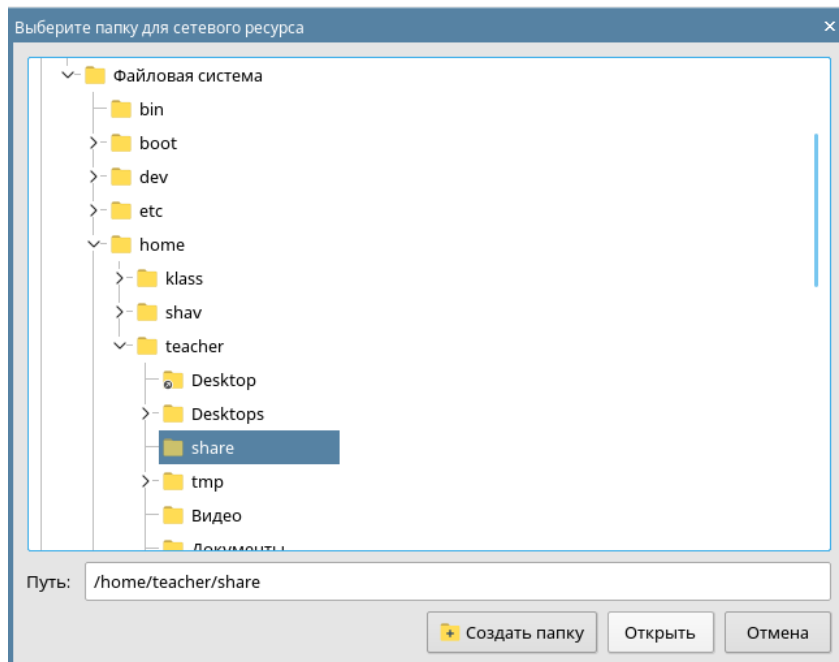 Выберите папку для сетевого ресурса
Файловая система
bin
boot
dev
etc
home
klass
shav
teacher
Desktop
Desktops
share
tmp
Видео
Документы
Путь: /home/teacher/share
Создать папку Открыть Отмена